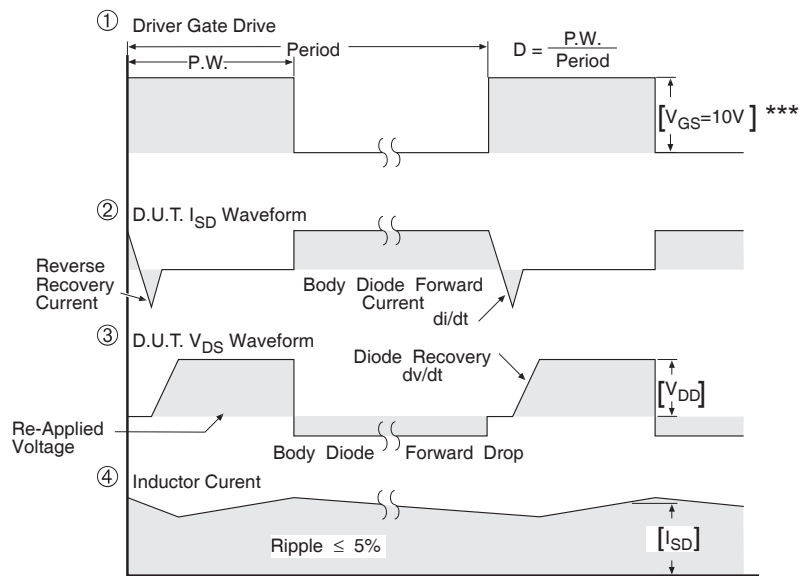 ① Driver Gate Drive
Period
P.W.
D = P.W. / Period
[VGS=10V] ***
② D.U.T. ISD Waveform
Reverse
Recovery
Current
Body Diode Forward
Current
di/dt
③ D.U.T. VDS Waveform
Diode Recovery
dv/dt
[VDD]
Re-Applied
Voltage
Body Diode Forward Drop
④ Inductor Curent
Ripple ≤ 5%
[ISD]